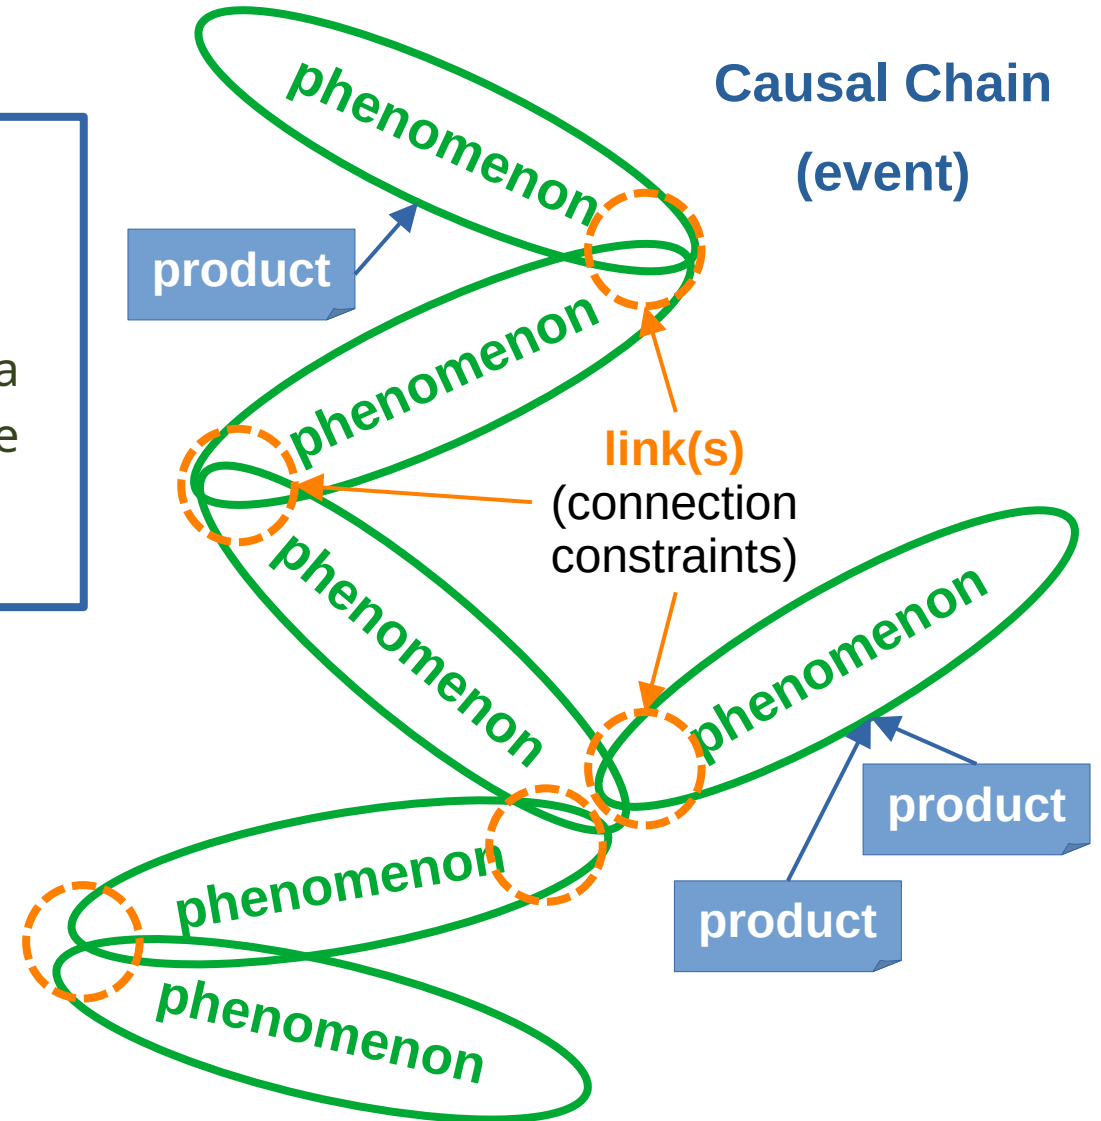 Causal Chain
(event)
phenomenon
product
phenomenon
a
e
link(s)
(connection
constraints)
phenomenon
phenomenon
product
phenomenon
product
phenomenon